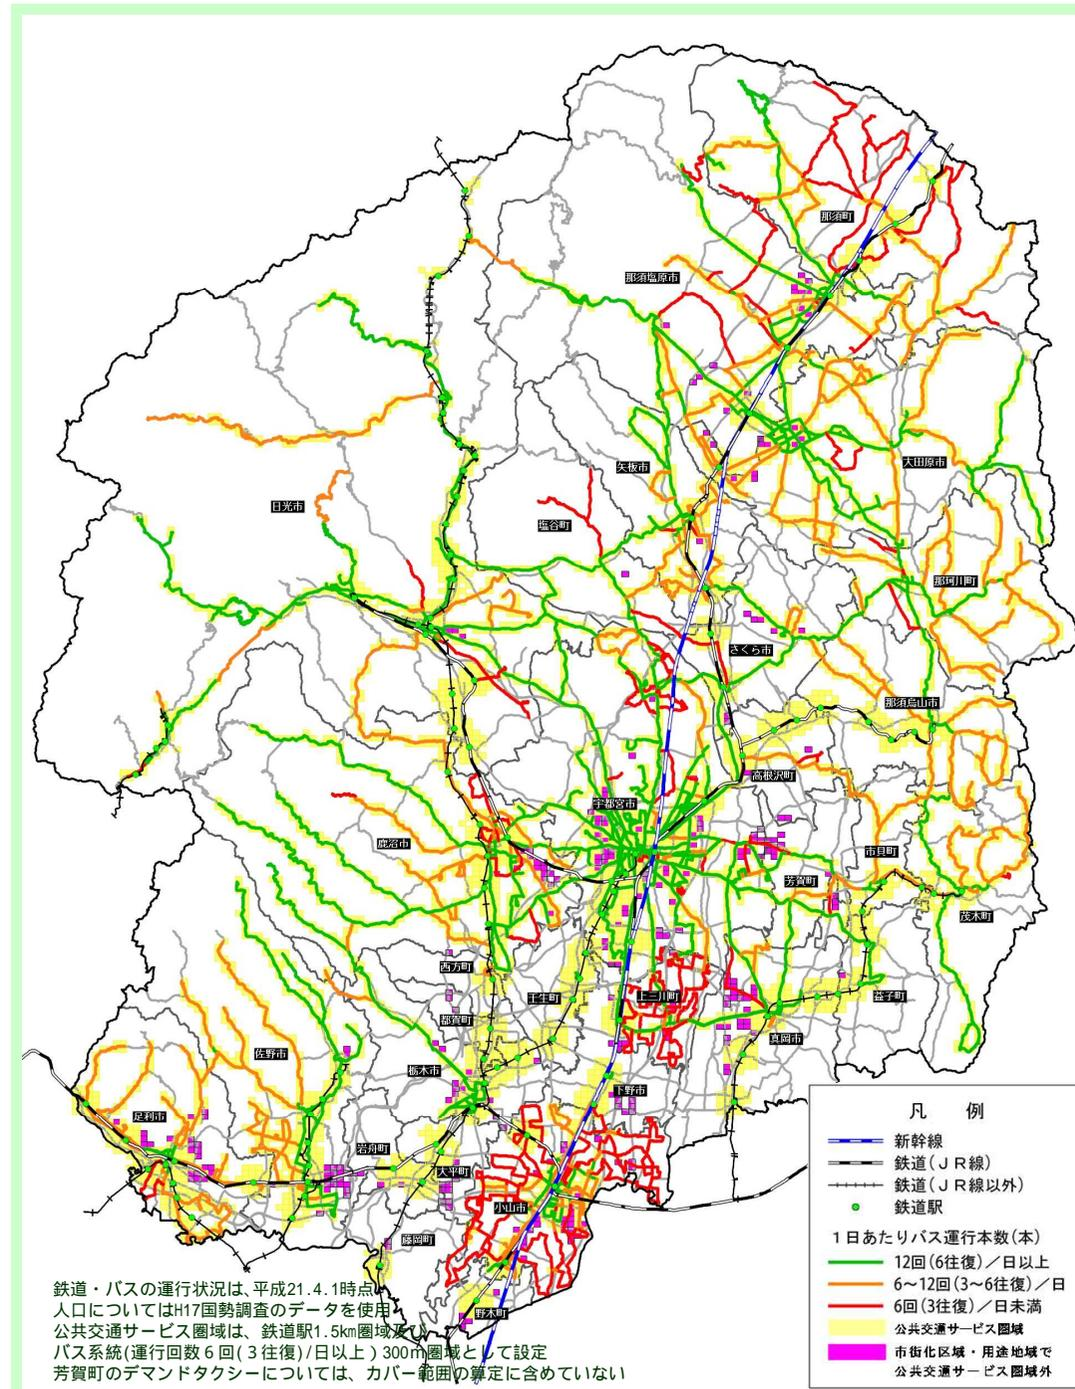 那須町
那須塩原市
矢板市
大田原市
日光市
塩谷町
那珂川町
さくら市
那須烏山市
高根沢町
宇都宮市
鹿沼市
市貝町
芳賀町
茂木町
西方町
壬生町
上三川町
益子町
都賀町
真岡市
佐野市
栃木市
下野市
足利市
岩舟町
大平町
小山市
藤岡町
野木町
凡 例
新幹線
鉄道(JR線)
鉄道(JR線以外)
鉄道駅
1日あたりバス運行本数(本)
12回(6往復)/日以上
6~12回(3~6往復)/日
6回(3往復)/日未満
公共交通サービス圏域
市街化区域・用途地域で
公共交通サービス圏域外
鉄道・バスの運行状況は、平成21.4.1時点
人口についてはH17国勢調査のデータを使用
公共交通サービス圏域は、鉄道駅1.5km圏域及び
バス系統(運行回数6回(3往復)/日以上)300m圏域として設定
芳賀町のデマンドタクシーについては、カバー範囲の算定に含めていない